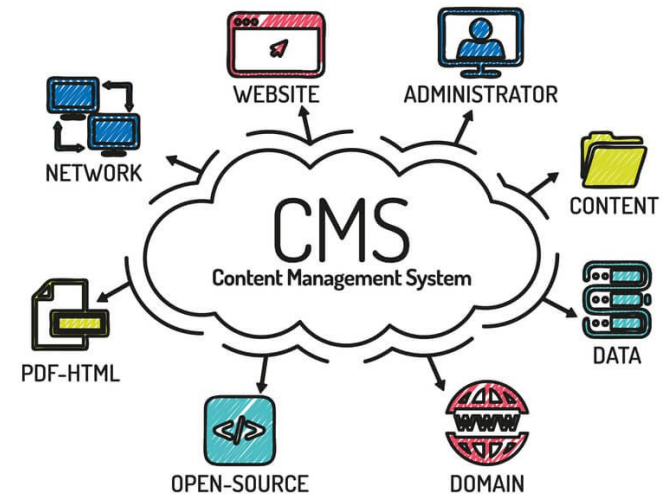 WEBSITE
ADMINISTRATOR
NETWORK
CONTENT
CMS
Content Management System
DATA
PDF-HTML
</>
WWW
OPEN-SOURCE
DOMAIN